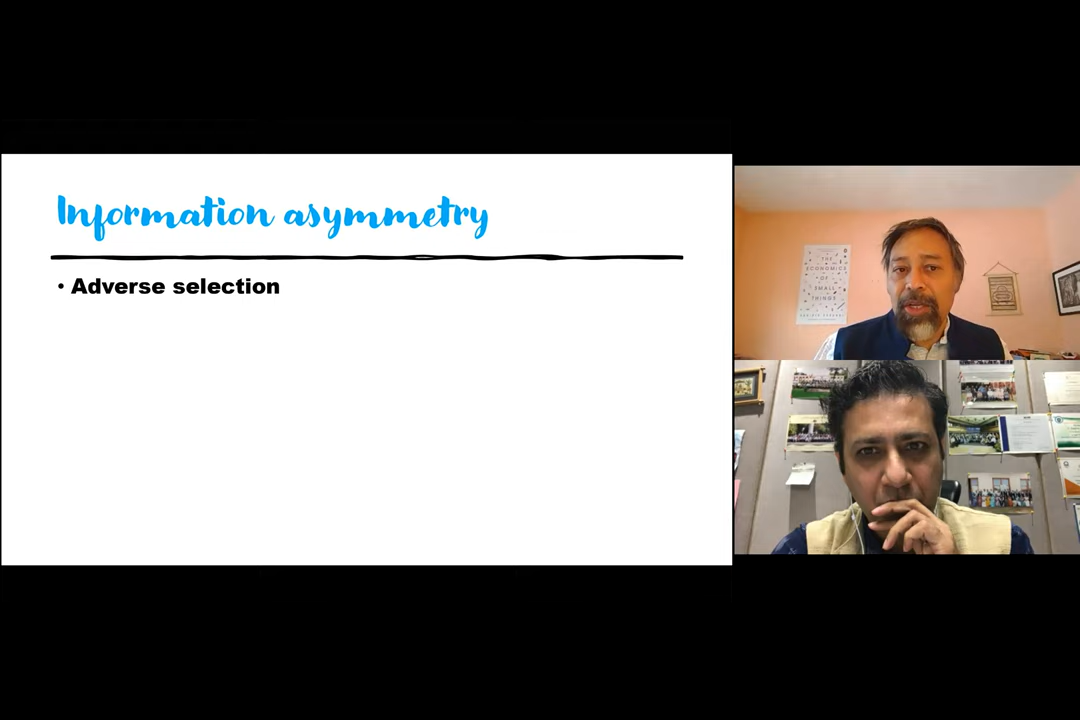 Information asymmetry
• Adverse selection
THE
ECONOMICS
OF
SMALL
THINGS